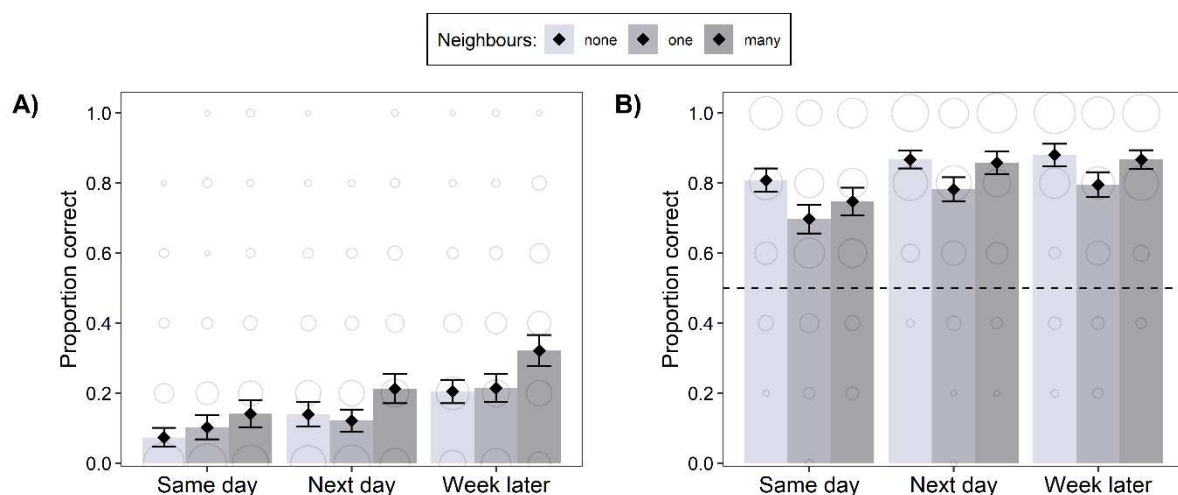 Neighbours: none one many
A)
Proportion correct
1.0
0.8
0.6
0.4
0.2
0.0
Same day Next day Week later
B)
Proportion correct
1.0
0.8
0.6
0.4
0.2
0.0
Same day Next day Week later